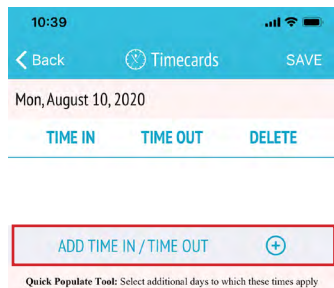 10:39
Back Timecards SAVE
Mon, August 10, 2020
TIME IN TIME OUT DELETE
ADD TIME IN / TIME OUT
Quick Populate Tool: Select additional days to which these times apply